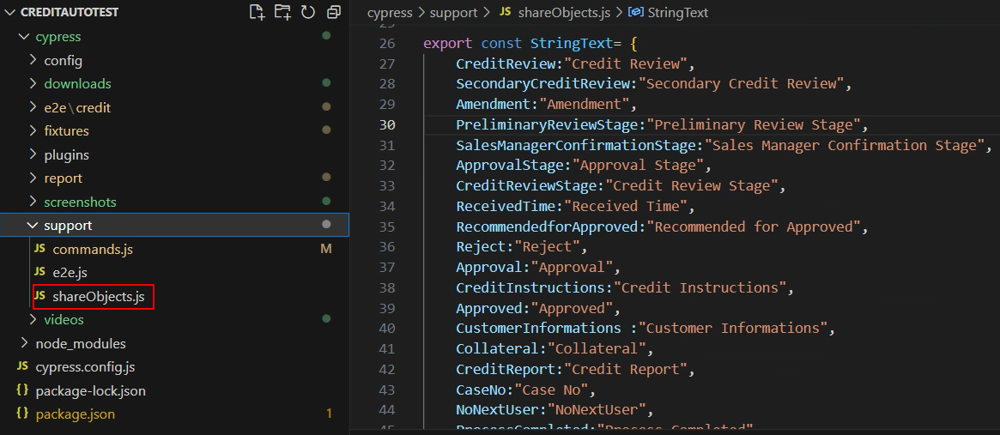 CREDITAUTOTEST
cypress
config
downloads
e2e\credit
fixtures
plugins
report
screenshots
support
JS commands.js M
JS e2e.js
JS shareObjects.js
videos
node_modules
JS cypress.config.js
{} package-lock.json
{} package.json 1
cypress > support > JS shareObjects.js > StringText
26 export const StringText= {
27 CreditReview:"Credit Review",
28 SecondaryCreditReview:"Secondary Credit Review",
29 Amendment:"Amendment",
30 PreliminaryReviewStage:"Preliminary Review Stage",
31 SalesManagerConfirmationStage:"Sales Manager Confirmation Stage",
32 ApprovalStage:"Approval Stage",
33 CreditReviewStage:"Credit Review Stage",
34 ReceivedTime:"Received Time",
35 RecommendedforApproved:"Recommended for Approved",
36 Reject:"Reject",
37 Approval:"Approval",
38 CreditInstructions:"Credit Instructions",
39 Approved:"Approved",
40 CustomerInformations :"Customer Informations",
41 Collateral:"Collateral",
42 CreditReport:"Credit Report",
43 CaseNo:"Case No",
44 NoNextUser:"NoNextUser",
45 ProcessCompleted:"Process Completed"